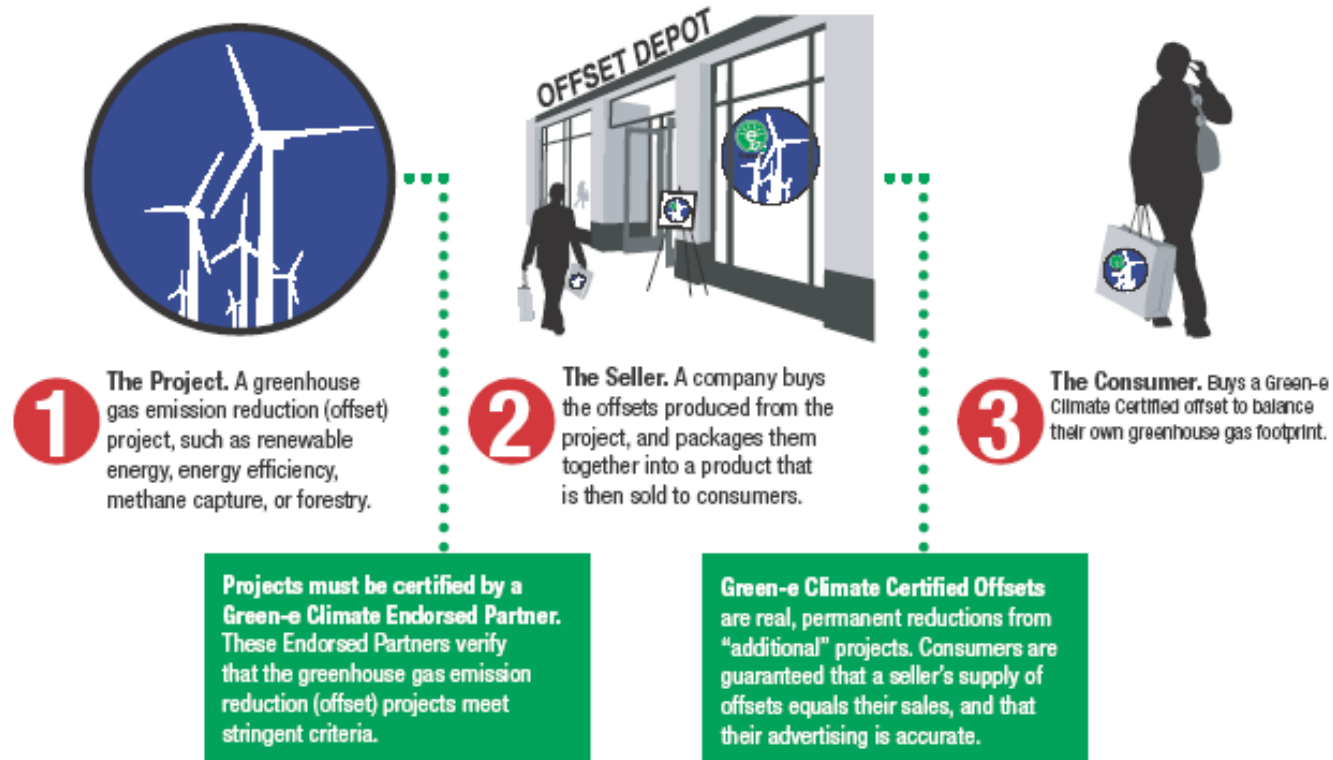 OFFSET DEPOT
e
1
The Project. A greenhouse
gas emission reduction (offset)
project, such as renewable
energy, energy efficiency,
methane capture, or forestry.
2
The Seller. A company buys
the offsets produced from the
project, and packages them
together into a product that
is then sold to consumers.
3
The Consumer. Buys a Green-e
Climate Certified offset to balance
their own greenhouse gas footprint.
Projects must be certified by a
Green-e Climate Endorsed Partner.
These Endorsed Partners verify
that the greenhouse gas emission
reduction (offset) projects meet
stringent criteria.
Green-e Climate Certified Offsets
are real, permanent reductions from
“additional” projects. Consumers are
guaranteed that a seller’s supply of
offsets equals their sales, and that
their advertising is accurate.